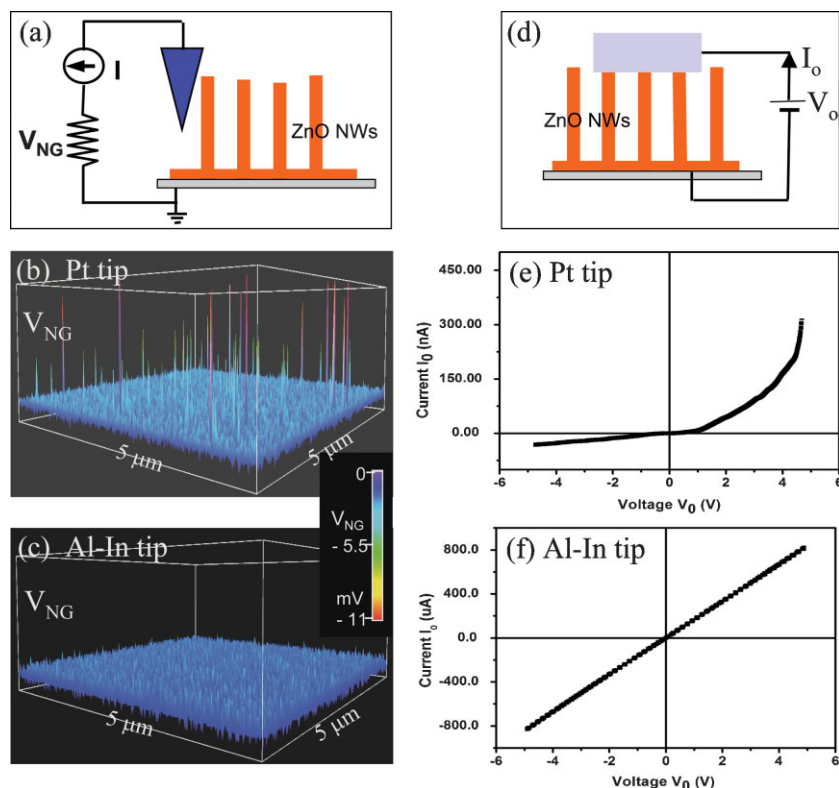 (a)
I
V_NG
ZnO NWs
(d)
ZnO NWs
I_o
V_o
(b) Pt tip
V_NG
5 μm
5 μm
0
V_NG
- 5.5
mV
- 11
(c) Al-In tip
V_NG
5 μm
5 μm
(e) Pt tip
450.00
300.00
150.00
0.00
Current I_0 (nA)
-6 -4 -2 0 2 4 6
Voltage V_0 (V)
(f) Al-In tip
800.0
400.0
0.0
-400.0
-800.0
Current I_0 (uA)
-6 -4 -2 0 2 4 6
Voltage V_0 (V)